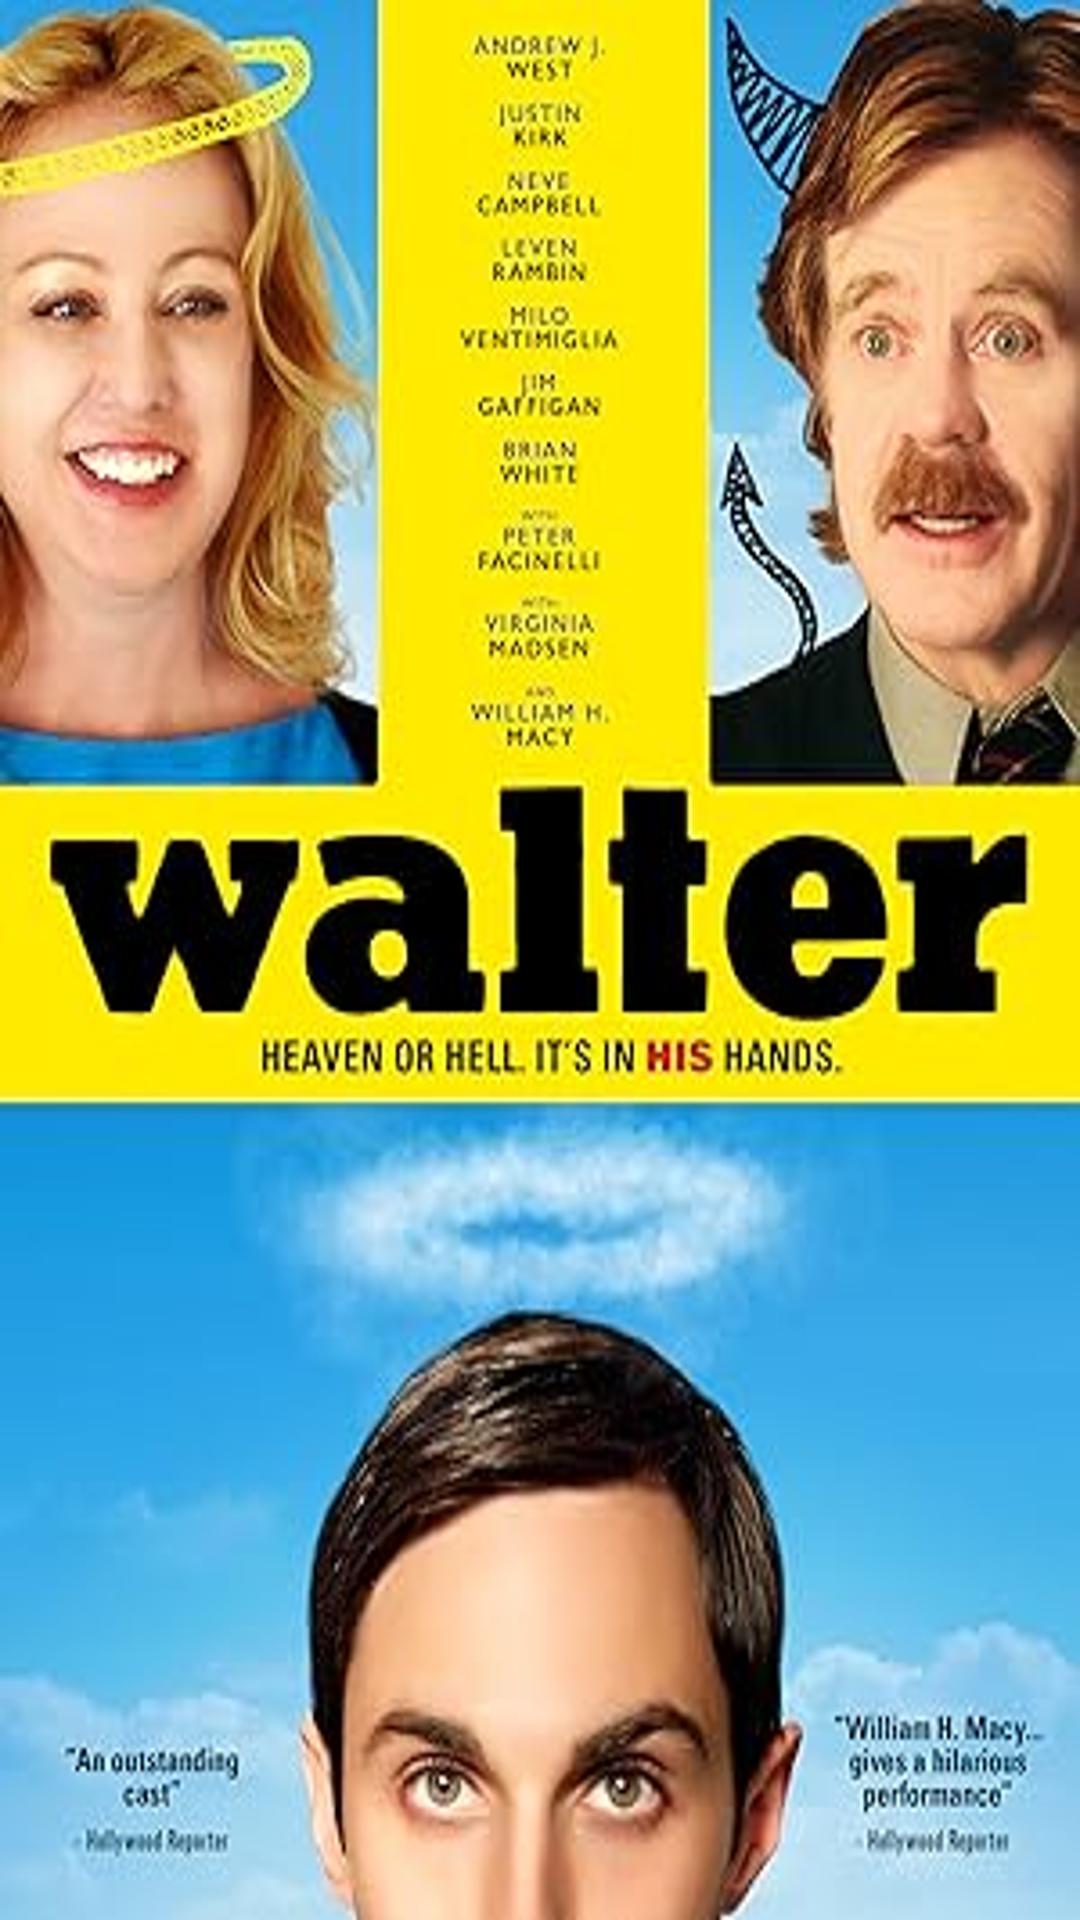 ANDREW J.
WEST
JUSTIN
KIRK
NEVE
CAMPBELL
LEVEN
RAMBIN
MILO
VENTIMIGLIA
JIM
GAFFIGAN
BRIAN
WHITE
WITH
PETER
FACINELLI
WITH
VIRGINIA
MADSEN
AND
WILLIAM H.
MACY
walter
HEAVEN OR HELL. IT'S IN HIS HANDS.
"An outstanding
cast"
- Hollywood Reporter
"William H. Macy...
gives a hilarious
performance"
- Hollywood Reporter